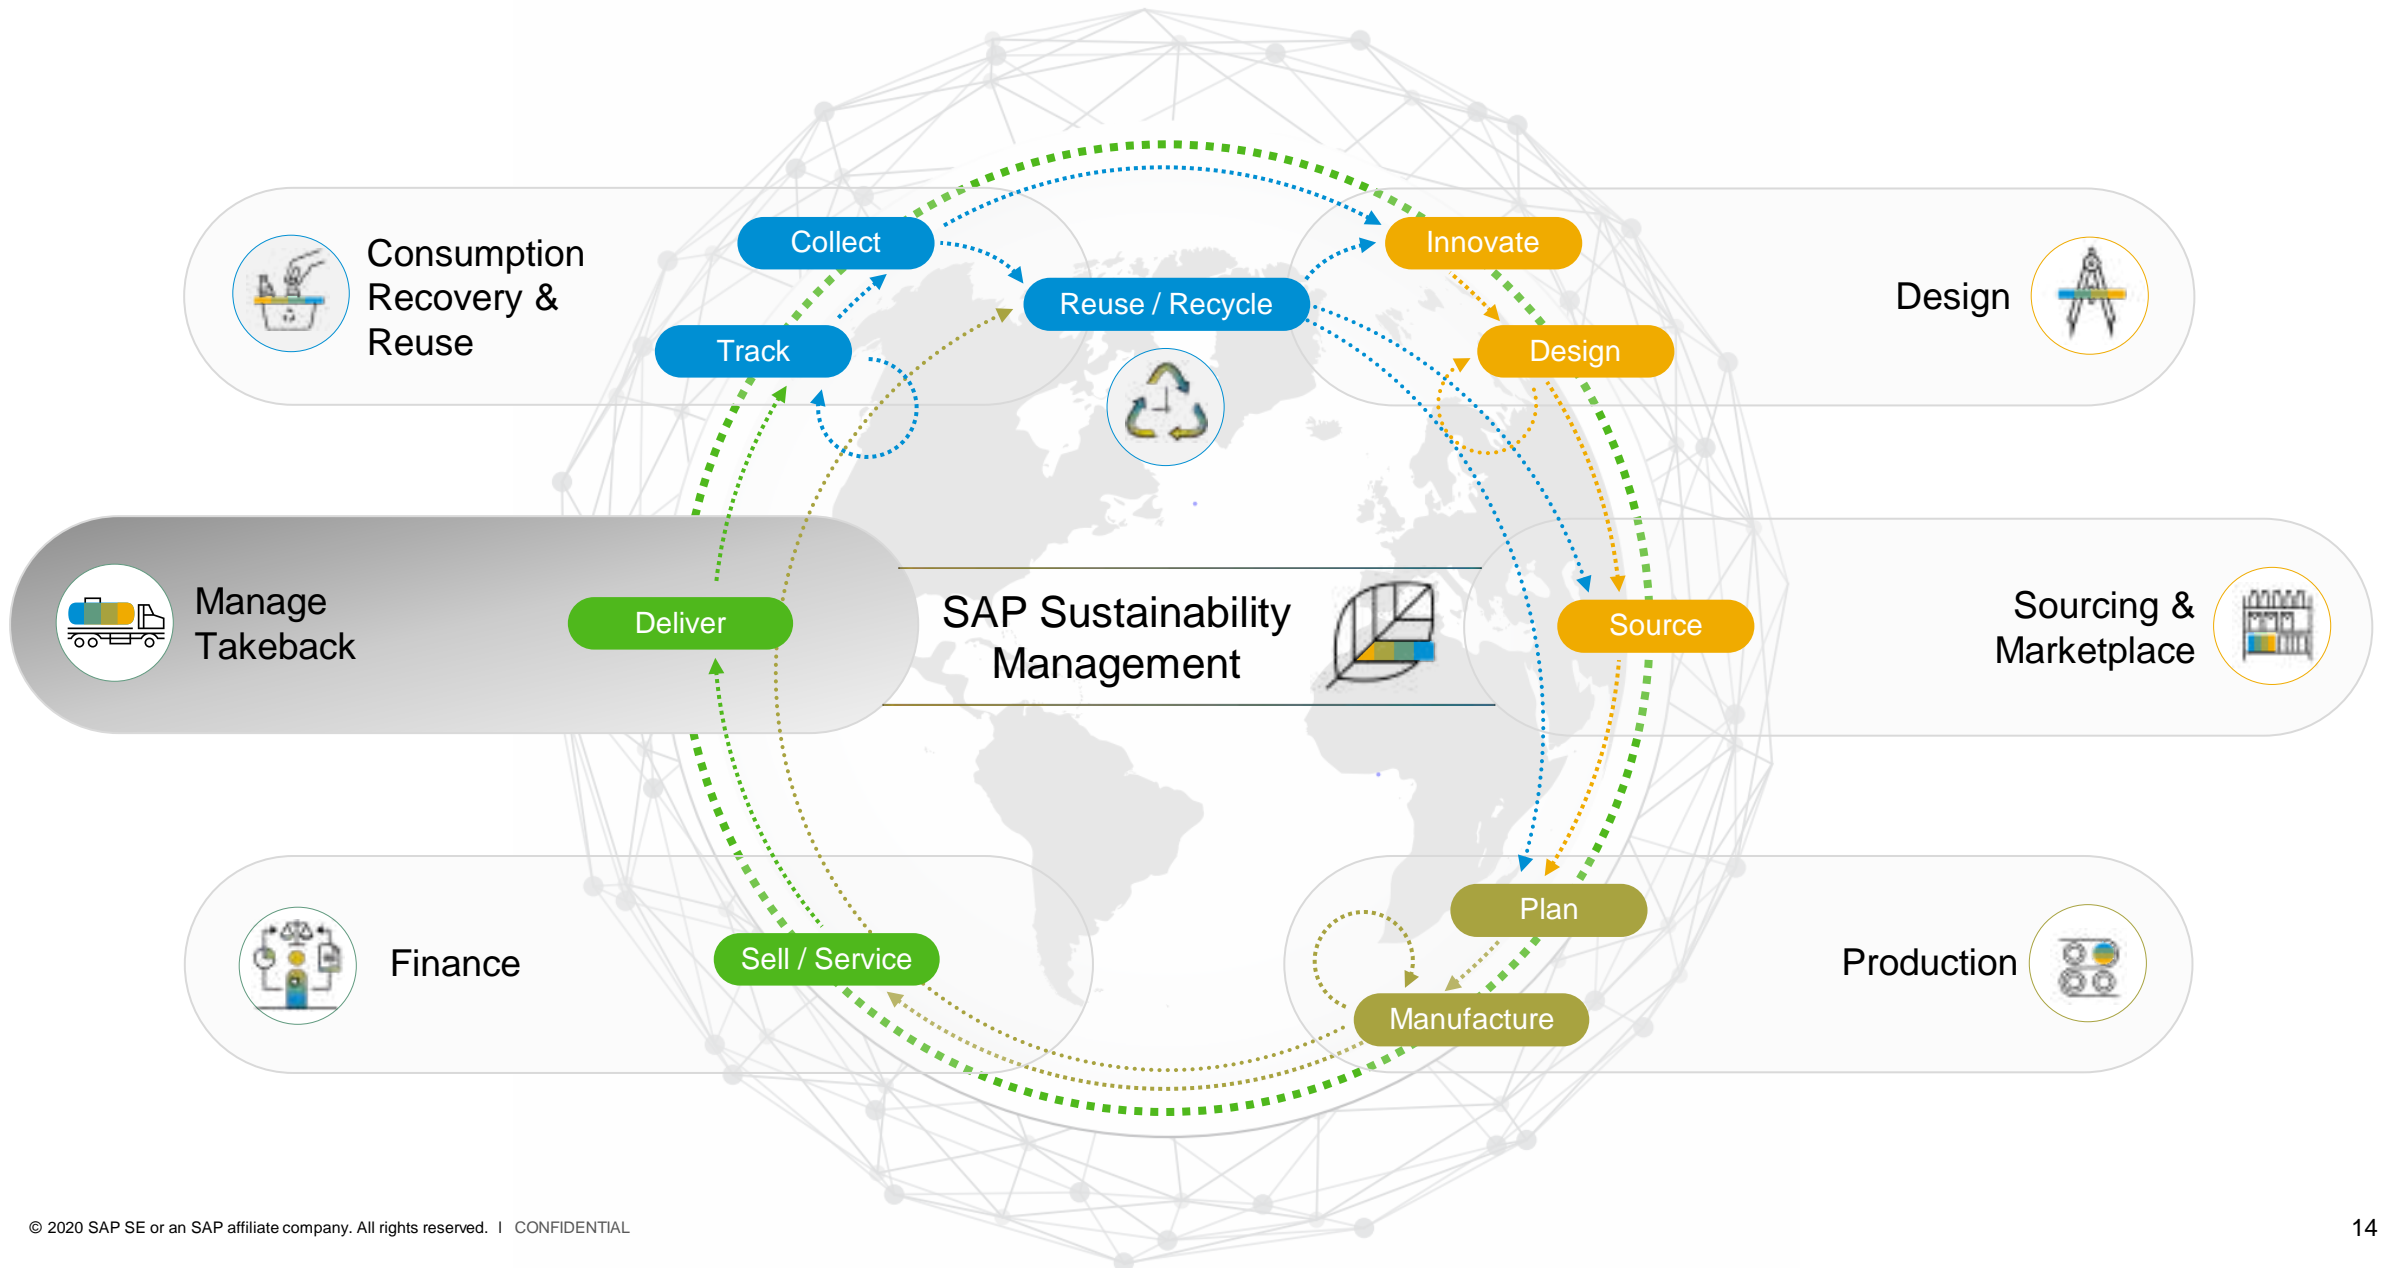 Collect
Innovate
Consumption
Recovery &
Reuse
Reuse / Recycle
Design
Track
Design
Manage
Takeback
Deliver
SAP Sustainability
Management
Source
Sourcing &
Marketplace
Plan
Finance
Sell / Service
Production
Manufacture
© 2020 SAP SE or an SAP affiliate company. All rights reserved. I CONFIDENTIAL
14